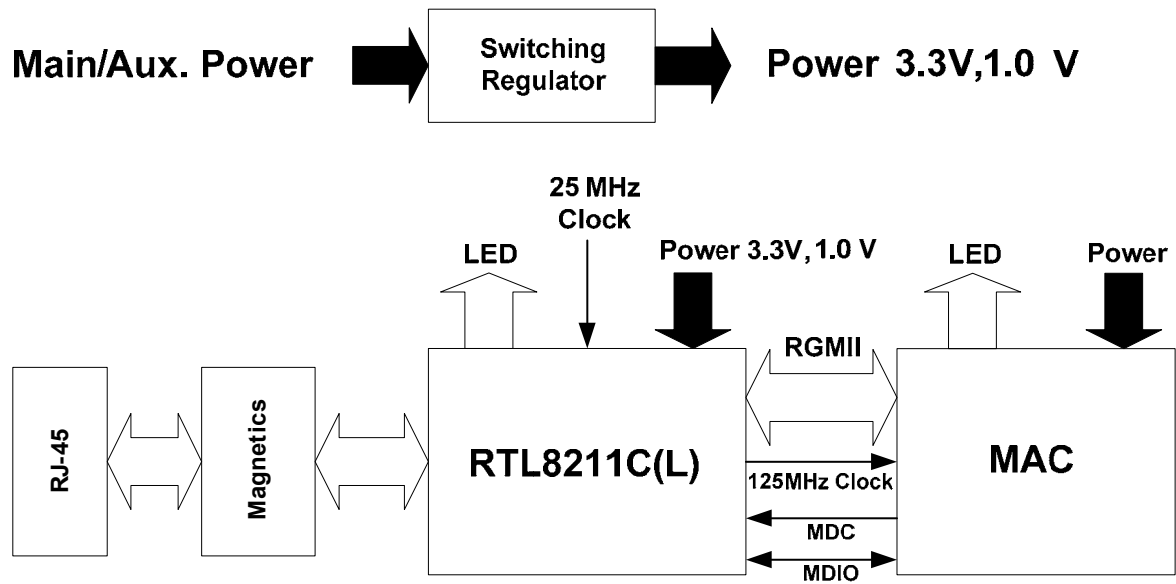 Main/Aux. Power
Switching
Regulator
Power 3.3V,1.0 V
25 MHz
Clock
LED
Power 3.3V,1.0 V
LED
Power
RGMII
RJ-45
Magnetics
RTL8211C(L)
MAC
125MHz Clock
MDC
MDIO